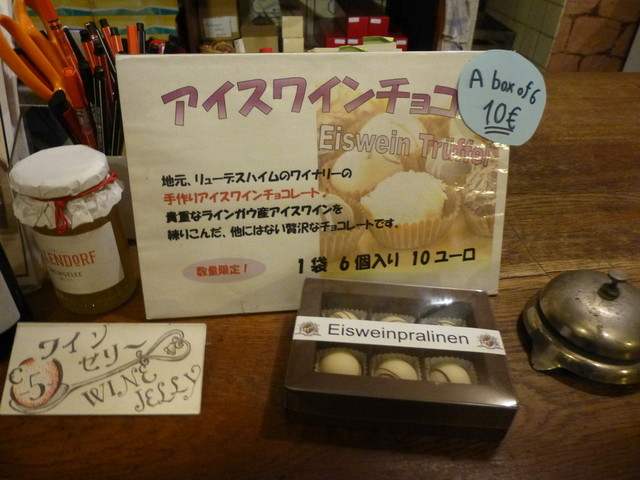 アイスワインチョコ
A box of 6
10€
Eiswein Trüffel
地元、リューデスハイムのワイナリーの
手作りアイスワインチョコレート!
貴重なラインガウ産アイスワインを
練りこんだ、他にはない贅沢なチョコレートです。
数量限定!
1袋 6個入り 10ユーロ
Eisweinpralinen
ワイン
ゼリー
€5-
WINE
JELLY